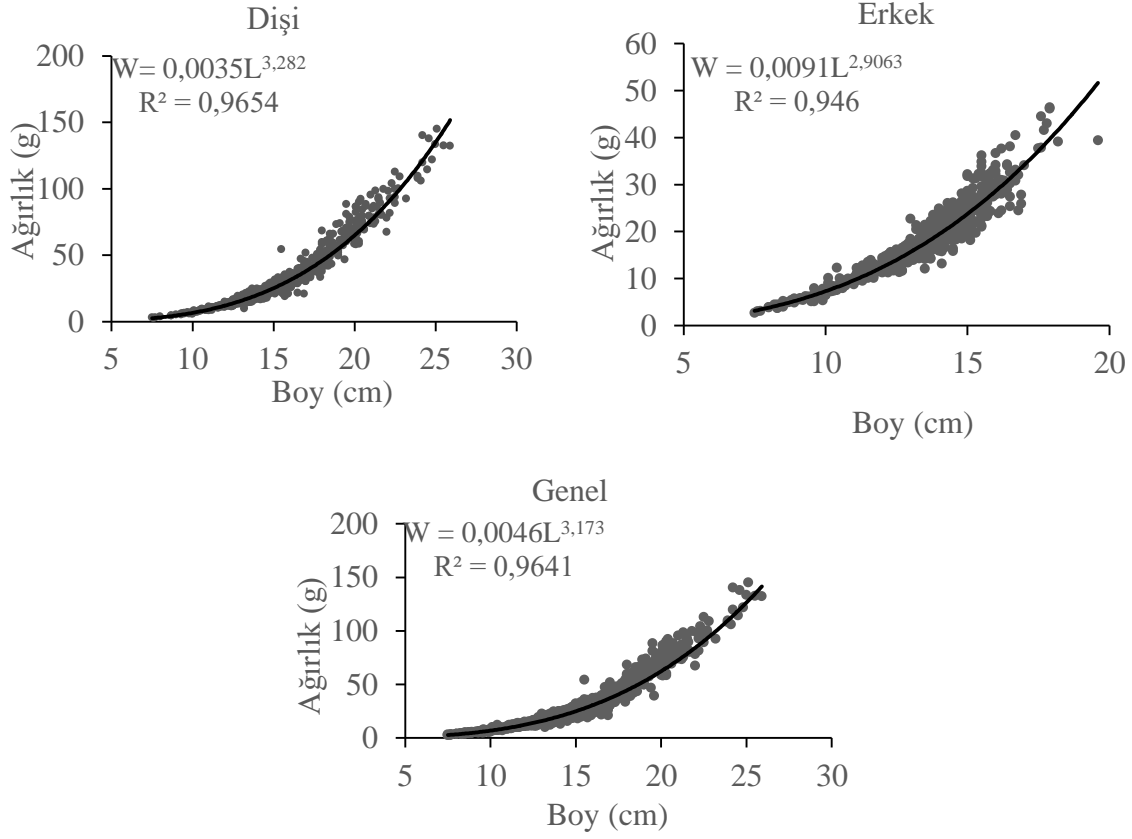 Dişi
W= 0,0035L3,282
R² = 0,9654
Ağırlık (g)
200
150
100
50
0
5 10 15 20 25 30
Boy (cm)
Erkek
W = 0,0091L2,9063
R² = 0,946
Ağırlık (g)
60
50
40
30
20
10
0
5 10 15 20
Boy (cm)
Genel
W = 0,0046L3,173
R² = 0,9641
Ağırlık (g)
200
150
100
50
0
5 10 15 20 25 30
Boy (cm)